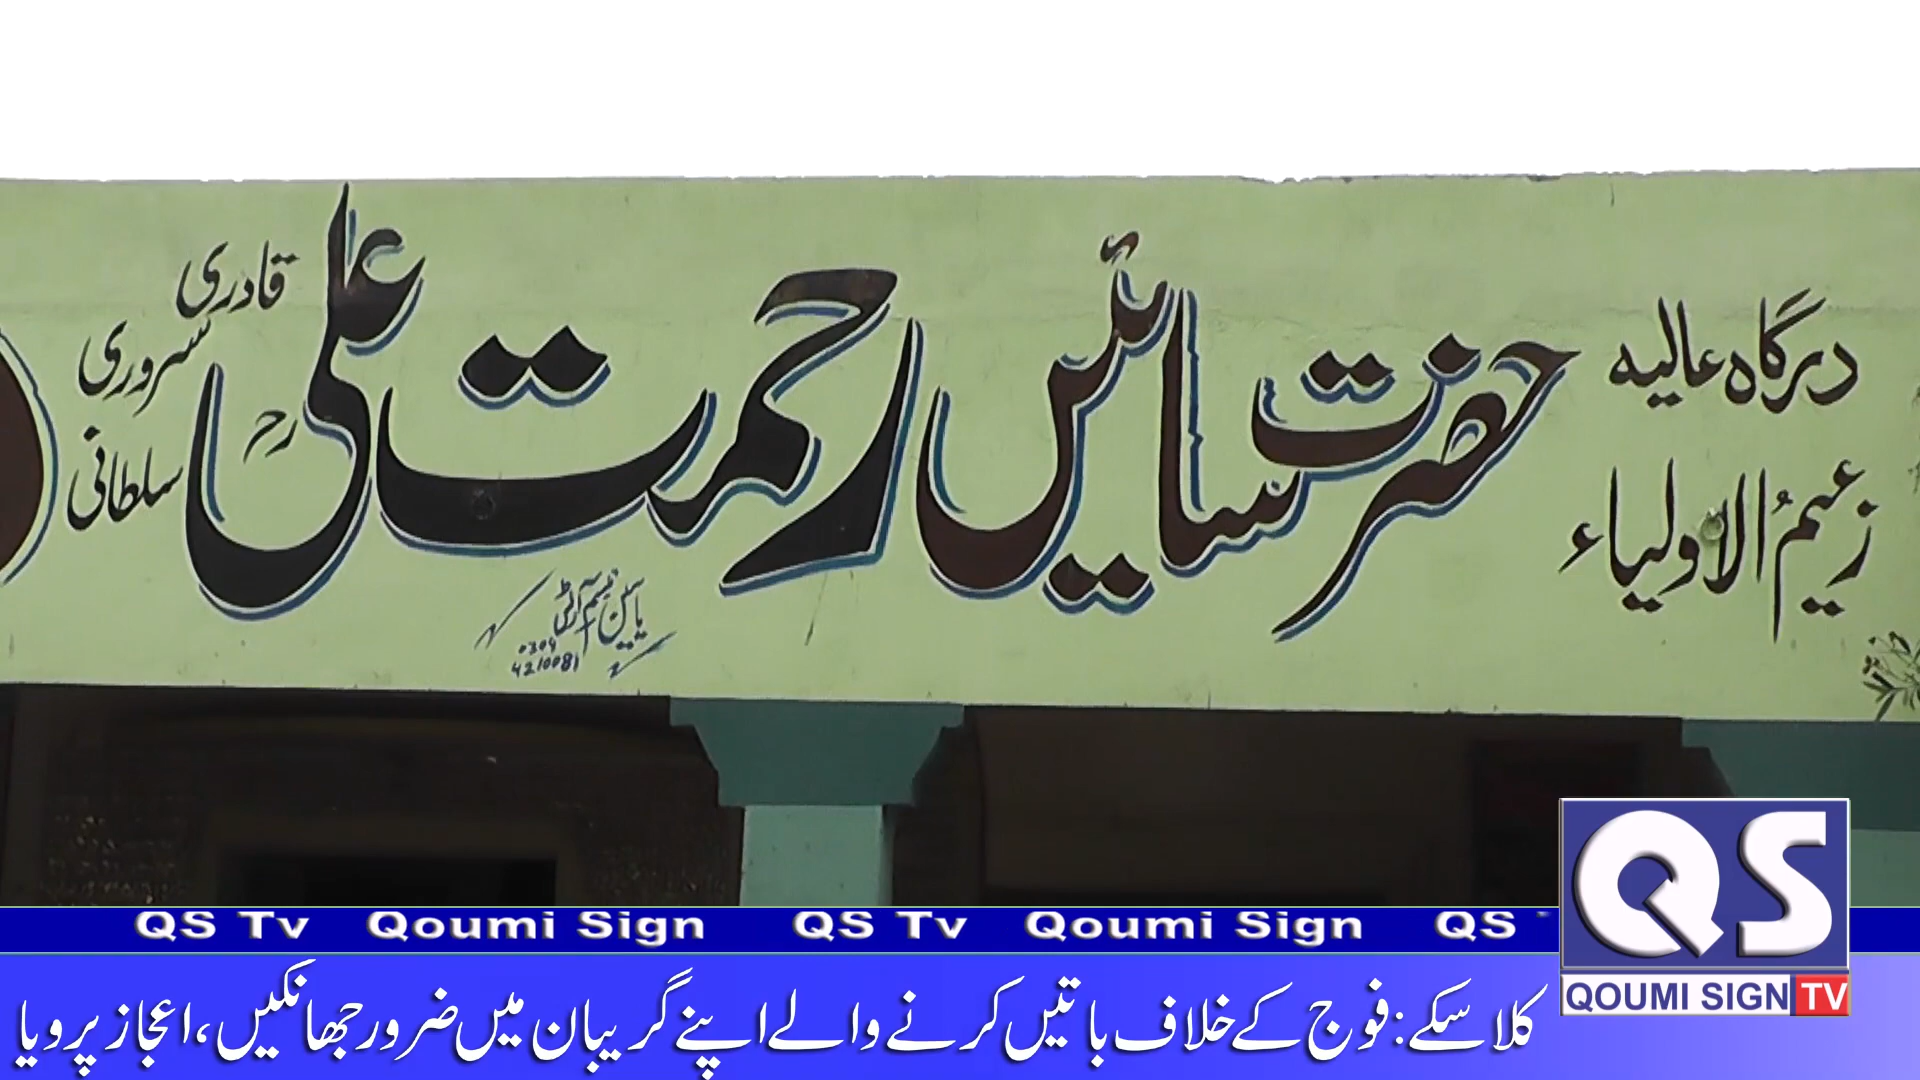 درگاہ عالیہ
زعیمُ الاولیاء
حضرت سائیں رحمت علی
رح
قادری
سروری
سلطانی
یاسین نسیم آرٹ
0304
4210081
QS Tv Qoumi Sign QS Tv Qoumi Sign QS
QS
QOUMI SIGN TV
کلاسکے: فوج کے خلاف باتیں کرنے والے اپنے گریبان میں ضرور جھانکیں، اعجاز پرویا